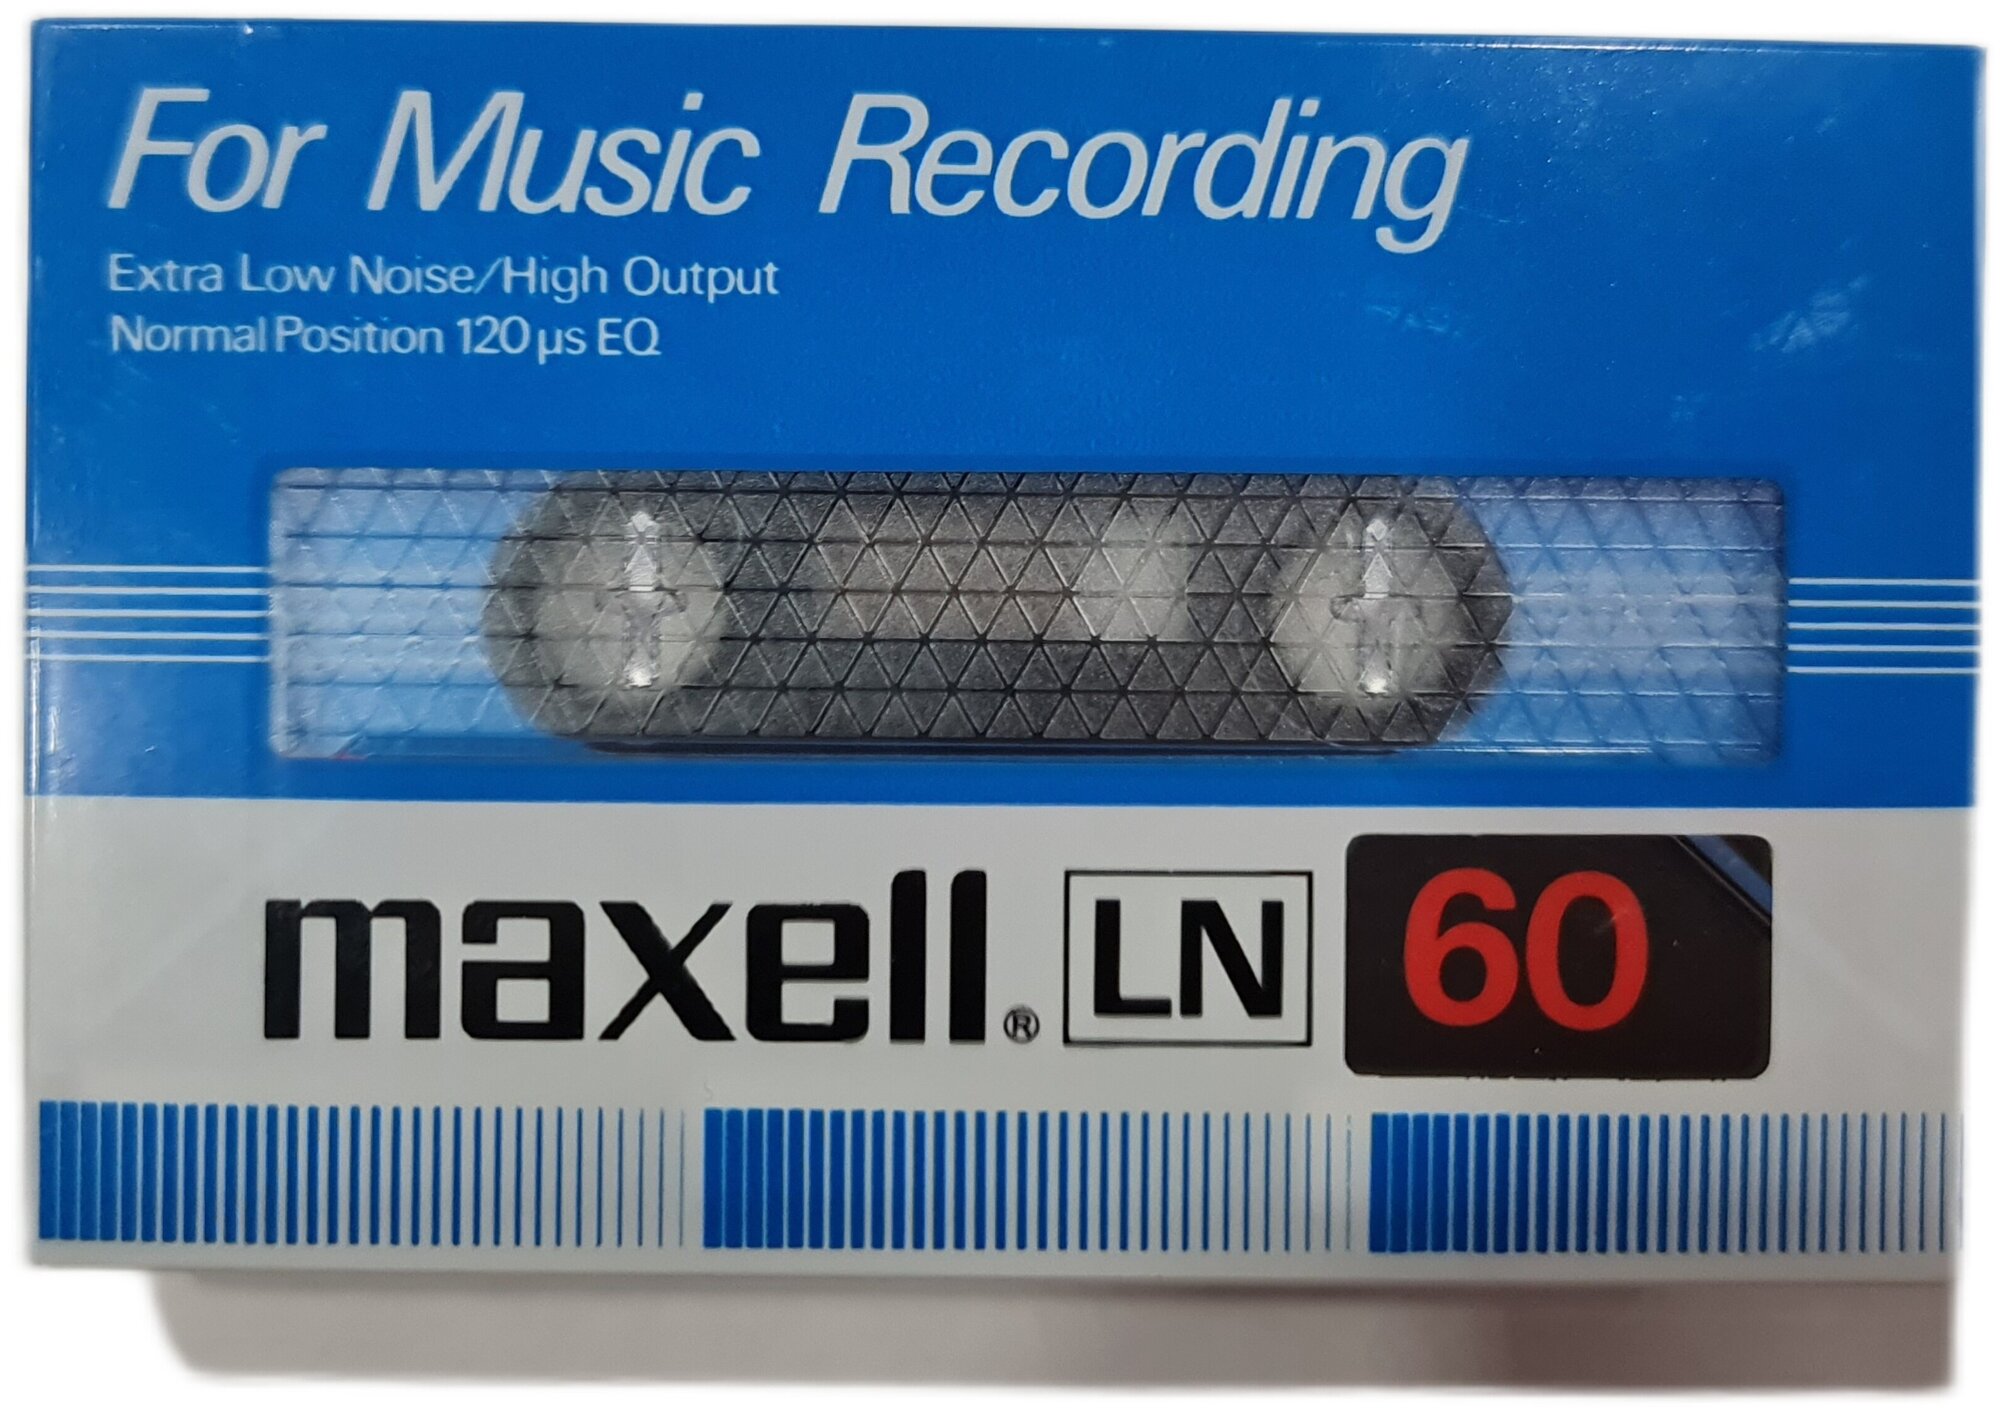 For Music Recording
Extra Low Noise/High Output
Normal Position 120 µs EQ
maxell® LN 60